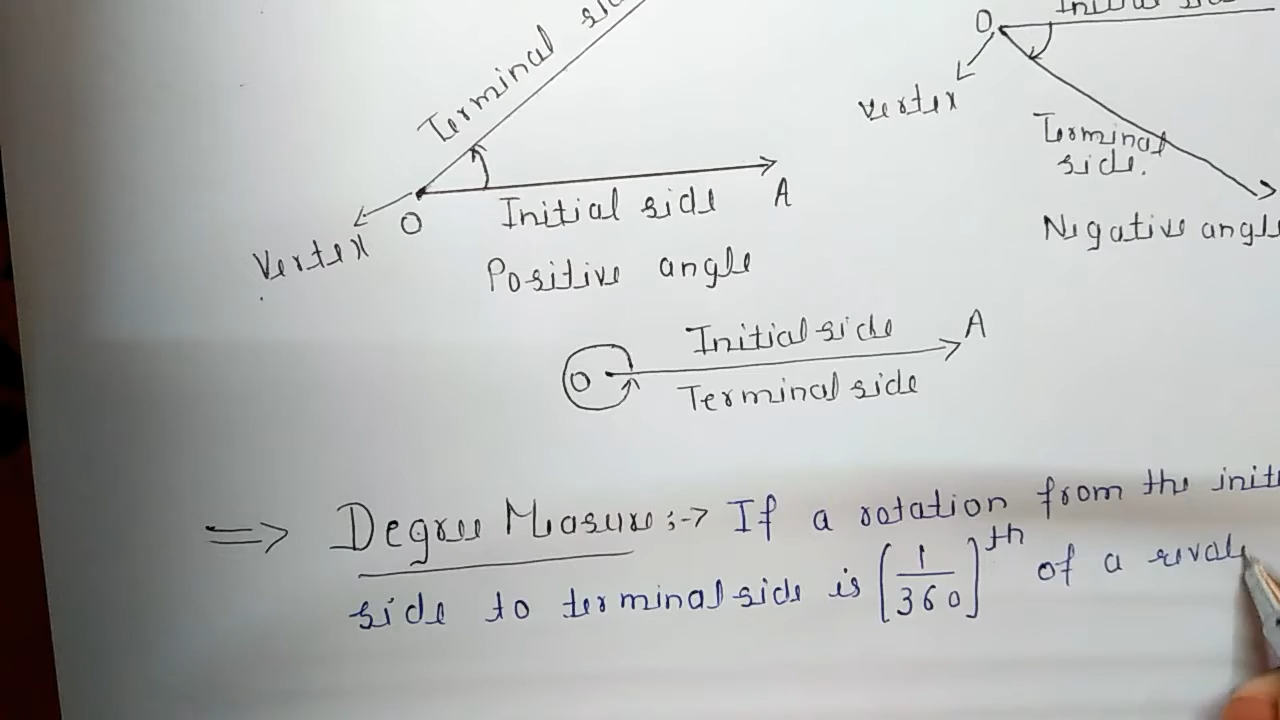 Terminal
O
Vertex
Initial side A
Positive angle
O
Vertex
Terminal
side.
Negative angle
O
Initial side A
Terminal side
=> Degree Measure :-> If a rotation from the
side to terminal side is [1/360]th of a